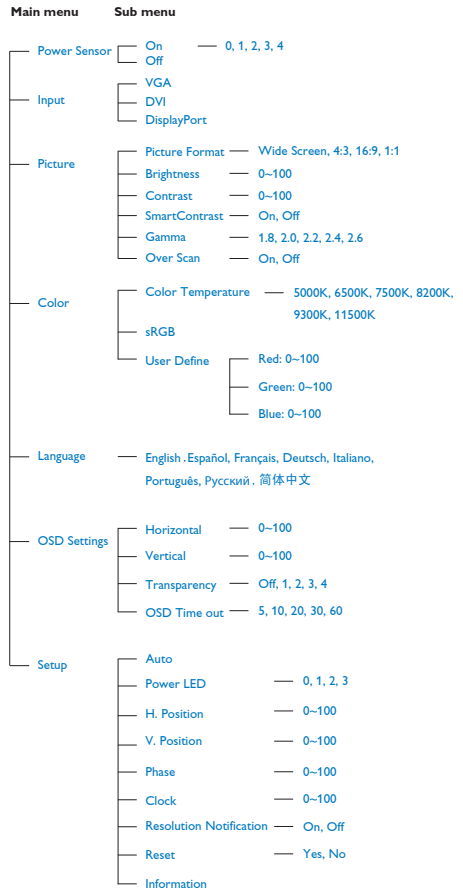 Main menu Sub menu
Power Sensor On 0, 1, 2, 3, 4
Off
Input VGA
DVI
DisplayPort
Picture Picture Format Wide Screen, 4:3, 16:9, 1:1
Brightness 0~100
Contrast 0~100
SmartContrast On, Off
Gamma 1.8, 2.0, 2.2, 2.4, 2.6
Over Scan On, Off
Color Color Temperature 5000K, 6500K, 7500K, 8200K,
9300K, 11500K
sRGB
User Define Red: 0~100
Green: 0~100
Blue: 0~100
Language English , Español, Français, Deutsch, Italiano,
Português, Русский , 简体中文
OSD Settings Horizontal 0~100
Vertical 0~100
Transparency Off, 1, 2, 3, 4
OSD Time out 5, 10, 20, 30, 60
Setup Auto
Power LED 0, 1, 2, 3
H. Position 0~100
V. Position 0~100
Phase 0~100
Clock 0~100
Resolution Notification On, Off
Reset Yes, No
Information